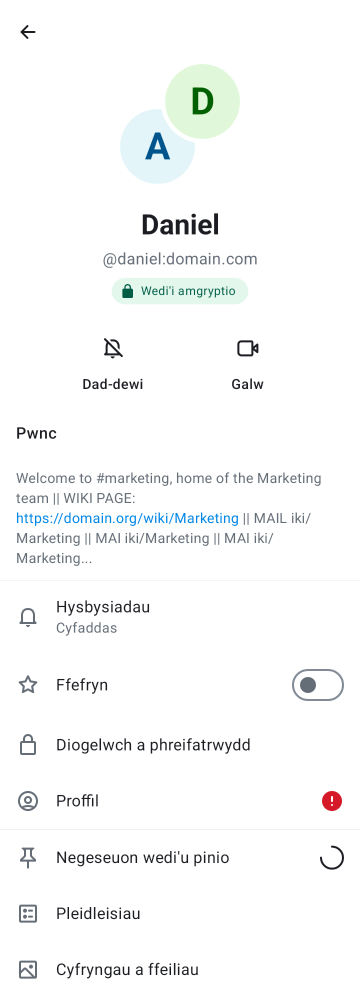 D
A
Daniel
@daniel:domain.com
Wedi'i amgryptio
Dad-dewi
Galw
Pwnc
Welcome to #marketing, home of the Marketing
team || WIKI PAGE:
https://domain.org/wiki/Marketing || MAIL iki/
Marketing || MAI iki/Marketing || MAI iki/
Marketing...
Hysbysiadau
Cyfaddas
Ffefryn
Diogelwch a phreifatrwydd
Proffil
Negeseuon wedi'u pinio
Pleidleisiau
Cyfryngau a ffeiliau